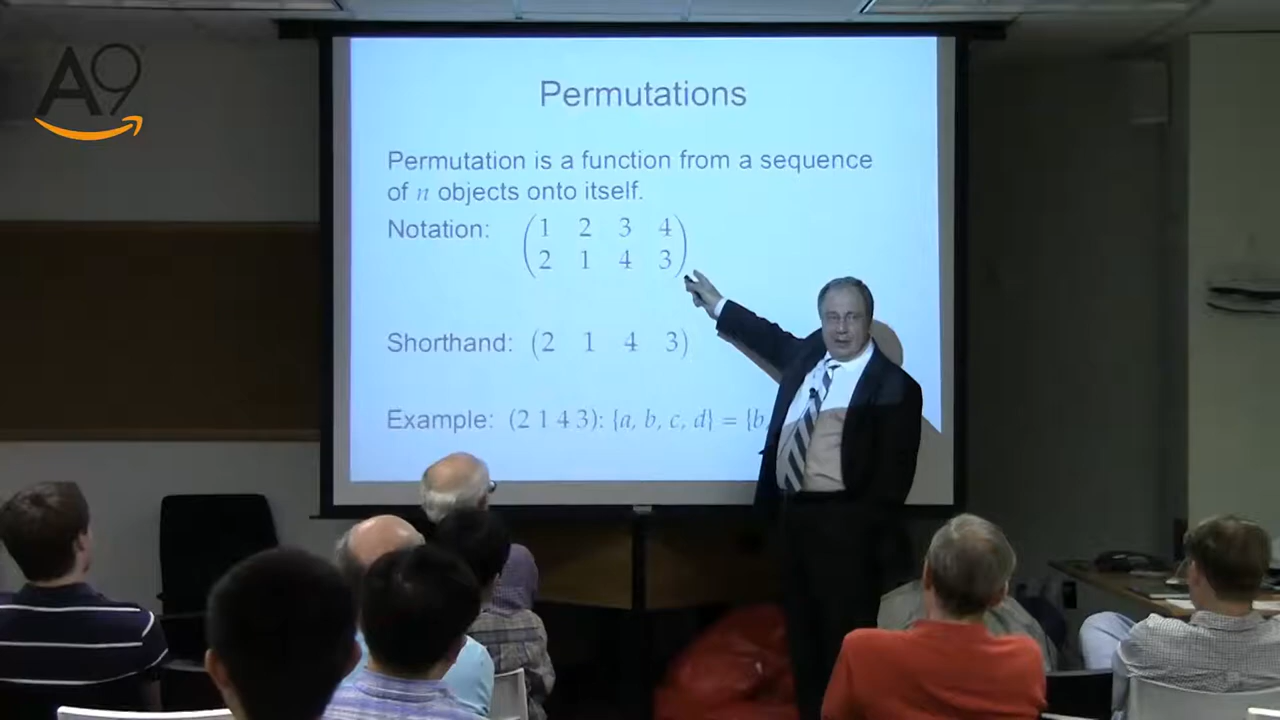 A9
Permutations
Permutation is a function from a sequence
of n objects onto itself.
Notation: (1 2 3 4
2 1 4 3)
Shorthand: (2 1 4 3)
Example: (2 1 4 3): {a, b, c, d} = {b,